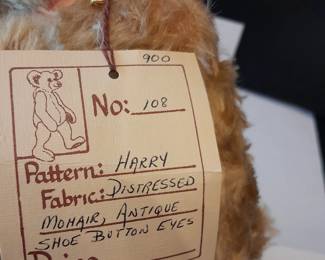 900
No: 108
Pattern: HARRY
Fabric: DISTRESSED
MOHAIR, ANTIQUE
SHOE BUTTON EYES